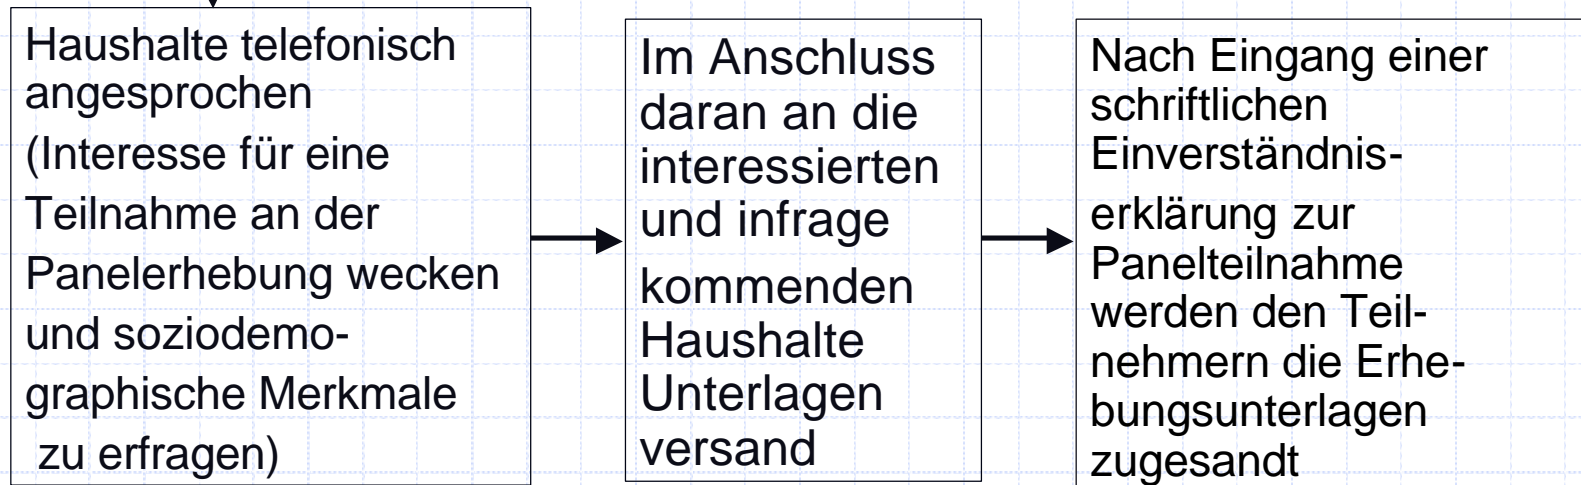 Haushalte telefonisch
angesprochen
(Interesse für eine
Teilnahme an der
Panelerhebung wecken
und soziodemo-
graphische Merkmale
zu erfragen)
Im Anschluss
daran an die
interessierten
und infrage
kommenden
Haushalte
Unterlagen
versand
Nach Eingang einer
schriftlichen
Einverständnis-
erklärung zur
Panelteilnahme
werden den Teil-
nehmern die Erhe-
bungsunterlagen
zugesandt